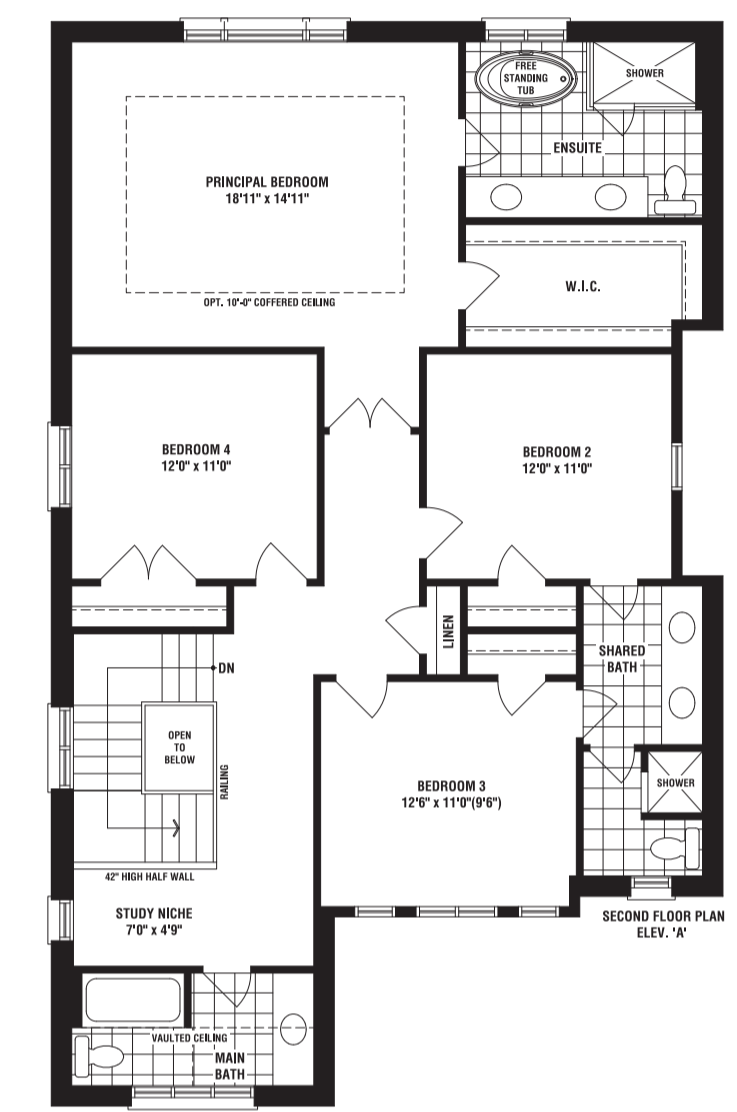 FREE
STANDING
TUB
SHOWER
ENSUITE
PRINCIPAL BEDROOM
18'11" x 14'11"
OPT. 10'-0" COFFERED CEILING
W.I.C.
BEDROOM 4
12'0" x 11'0"
BEDROOM 2
12'0" x 11'0"
LINEN
SHARED
BATH
DN
OPEN
TO
BELOW
RAILING
BEDROOM 3
12'6" x 11'0"(9'6")
SHOWER
42" HIGH HALF WALL
STUDY NICHE
7'0" x 4'9"
SECOND FLOOR PLAN
ELEV. 'A'
VAULTED CEILING
MAIN
BATH